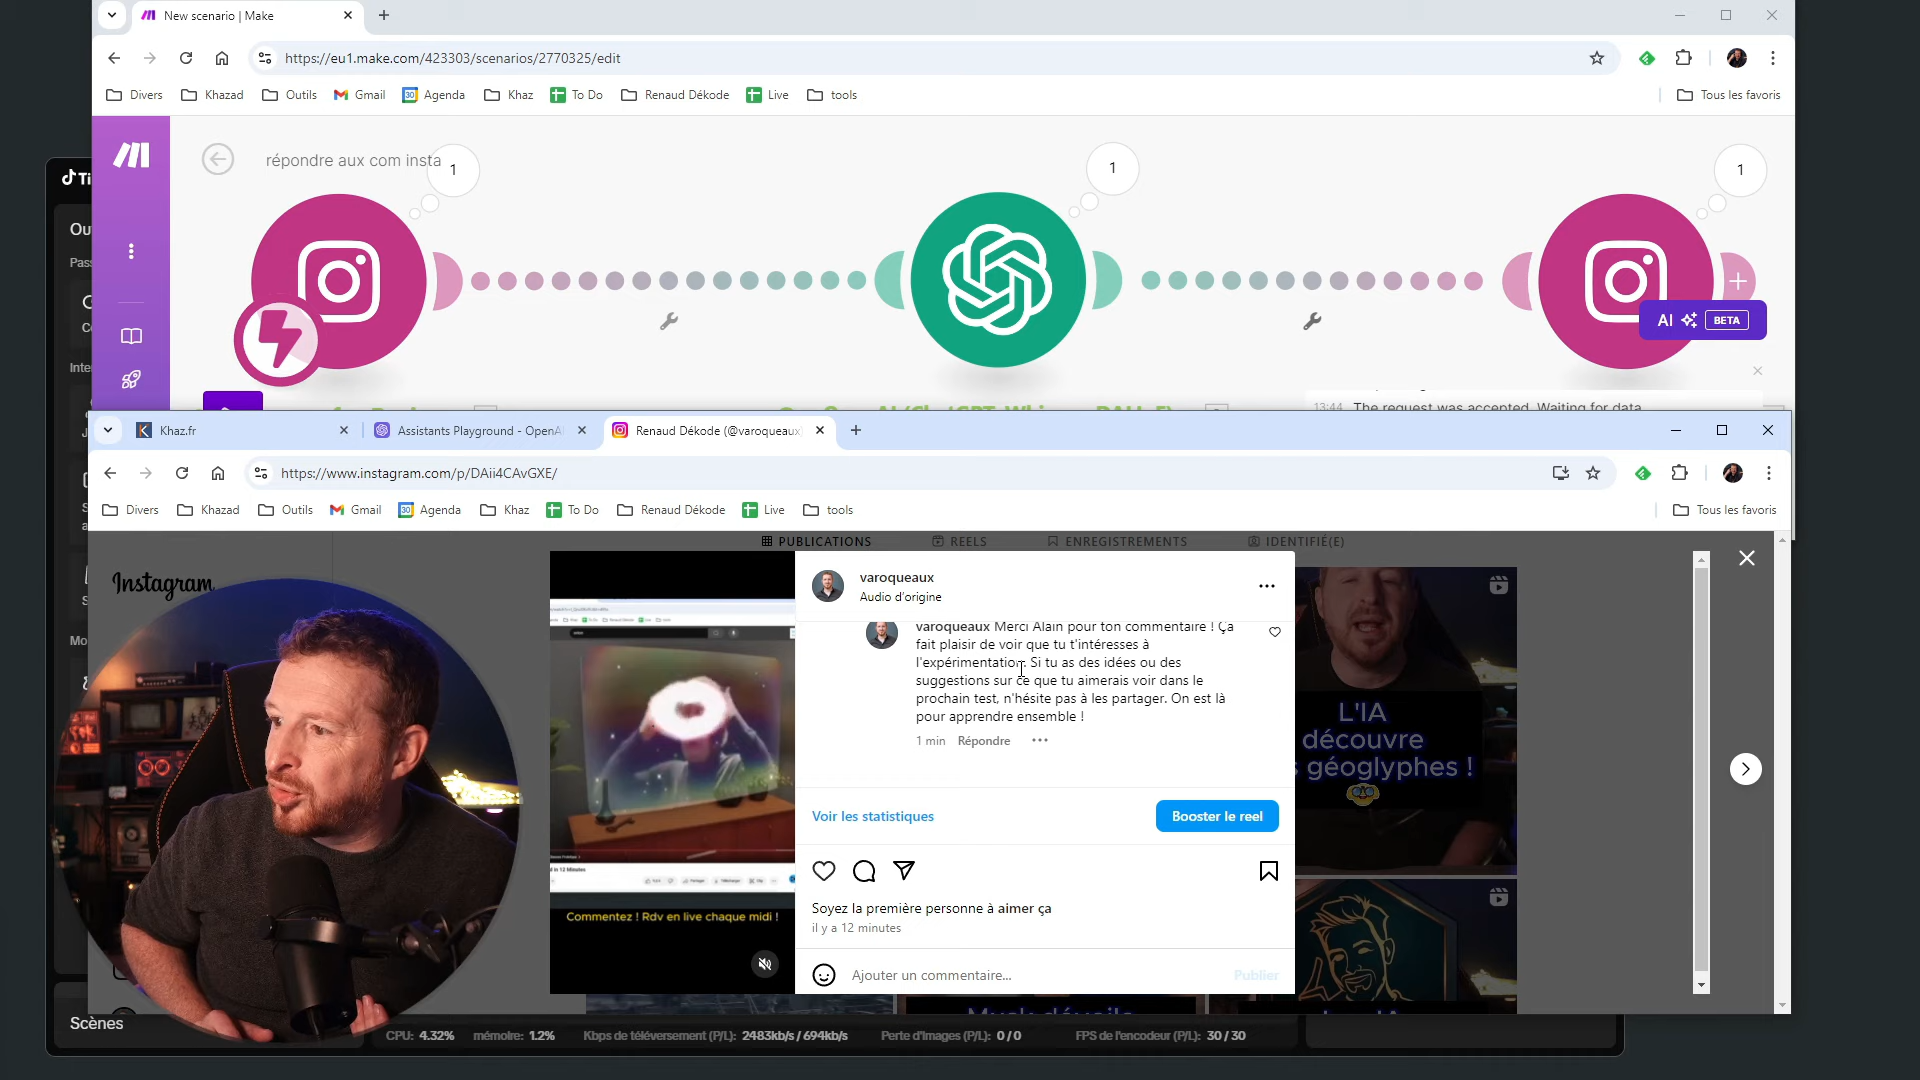 New scenario | Make
https://eu1.make.com/423303/scenarios/2770325/edit
Divers
Khazad
Outils
Gmail
Agenda
Khaz
To Do
Renaud Dékode
Live
tools
Tous les favoris
répondre aux com insta
1
1
1
AI
BETA
13:44 The request was accepted. Waiting for data.
Khaz.fr
Assistants Playground - OpenA
Renaud Dékode (@varoqueaux)
https://www.instagram.com/p/DAii4CAvGXE/
Divers
Khazad
Outils
Gmail
Agenda
Khaz
To Do
Renaud Dékode
Live
tools
Tous les favoris
PUBLICATIONS
REELS
ENREGISTREMENTS
IDENTIFIÉ(E)
Instagram
varoqueaux
Audio d'origine
varoqueaux Merci Alain pour ton commentaire ! Ça
fait plaisir de voir que tu t'intéresses à
l'expérimentation. Si tu as des idées ou des
suggestions sur ce que tu aimerais voir dans le
prochain test, n'hésite pas à les partager. On est là
pour apprendre ensemble !
1 min Répondre
Voir les statistiques
Booster le reel
Soyez la première personne à aimer ça
il y a 12 minutes
Ajouter un commentaire...
Publier
Commentez ! Rdv en live chaque midi !
L'IA
découvre
s géoglyphes !
Scènes
CPU: 4.32%
mémoire: 1.2%
Kbps de téléversement (P/L): 2483kb/s / 694kb/s
Perte d'images (P/L): 0 / 0
FPS de l'encodeur (P/L): 30 / 30